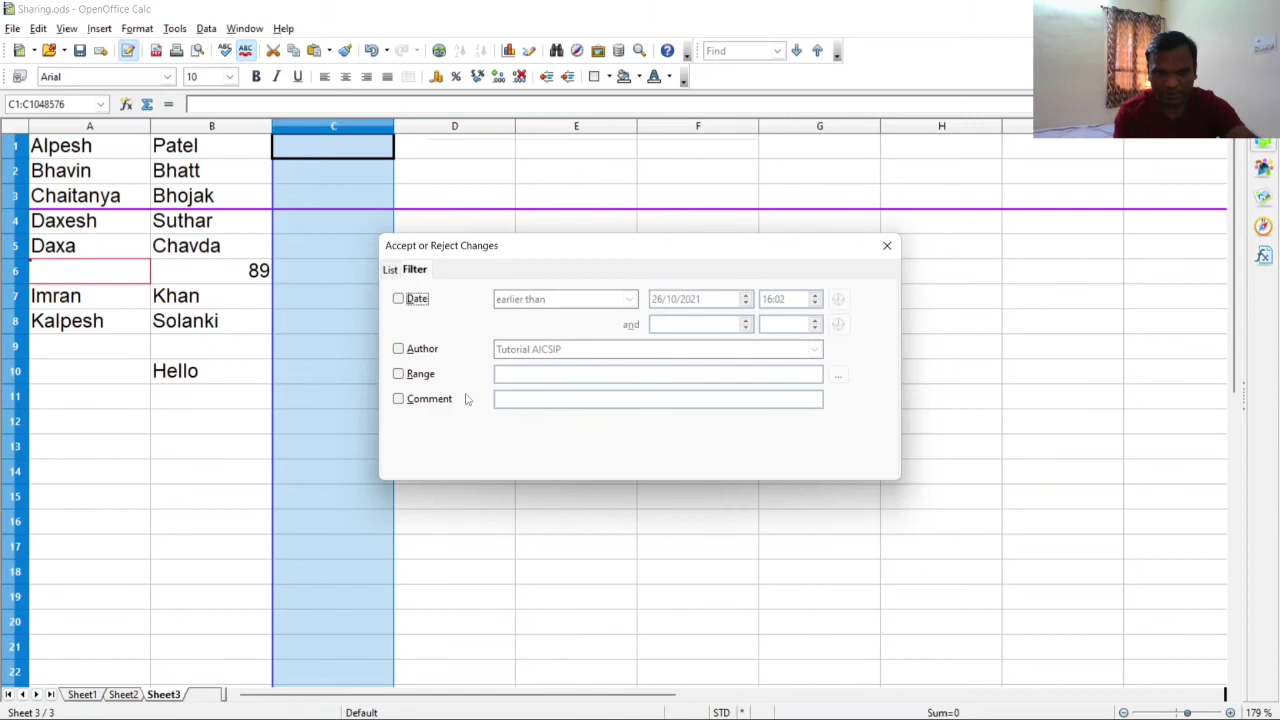 Sharing.ods - OpenOffice Calc
File Edit View Insert Format Tools Data Window Help
Find
Arial 10
C1:C1048576
A B C D E F G H
1 Alpesh Patel
2 Bhavin Bhatt
3 Chaitanya Bhojak
4 Daxesh Suthar
5 Daxa Chavda
6 89
7 Imran Khan
8 Kalpesh Solanki
9
10 Hello
11
12
13
14
15
16
17
18
19
20
21
22
Accept or Reject Changes
List Filter
Date earlier than 26/10/2021 16:02
and
Author Tutorial AICSIP
Range ...
Comment
Sheet1 Sheet2 Sheet3
Sheet 3 / 3 Default STD * Sum=0 179 %